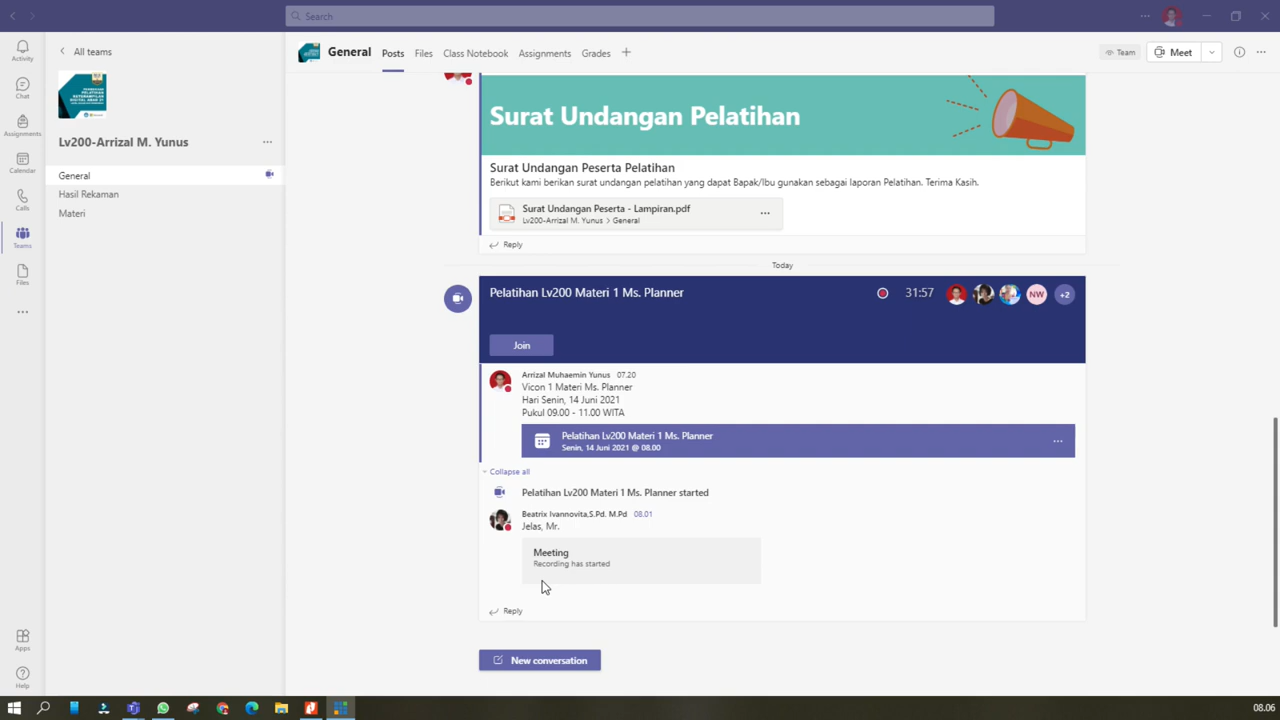 Search
Activity
Chat
Assignments
Calendar
Calls
Teams
Files
Apps
Help
All teams
Lv200-Arrizal M. Yunus
General
Hasil Rekaman
Materi
General Posts Files Class Notebook Assignments Grades
Team Meet
Surat Undangan Pelatihan
Surat Undangan Peserta Pelatihan
Berikut kami berikan surat undangan pelatihan yang dapat Bapak/Ibu gunakan sebagai laporan Pelatihan. Terima Kasih.
Surat Undangan Peserta - Lampiran.pdf
Lv200-Arrizal M. Yunus > General
Reply
Today
Pelatihan Lv200 Materi 1 Ms. Planner 31:57 NW +2
Join
Arrizal Muhaemin Yunus 07.20
Vicon 1 Materi Ms. Planner
Hari Senin, 14 Juni 2021
Pukul 09.00 - 11.00 WITA
Pelatihan Lv200 Materi 1 Ms. Planner
Senin, 14 Juni 2021 @ 08.00
Collapse all
Pelatihan Lv200 Materi 1 Ms. Planner started
Beatrix Ivannovita,S.Pd. M.Pd 08.01
Jelas, Mr.
Meeting
Recording has started
Reply
New conversation
08.06